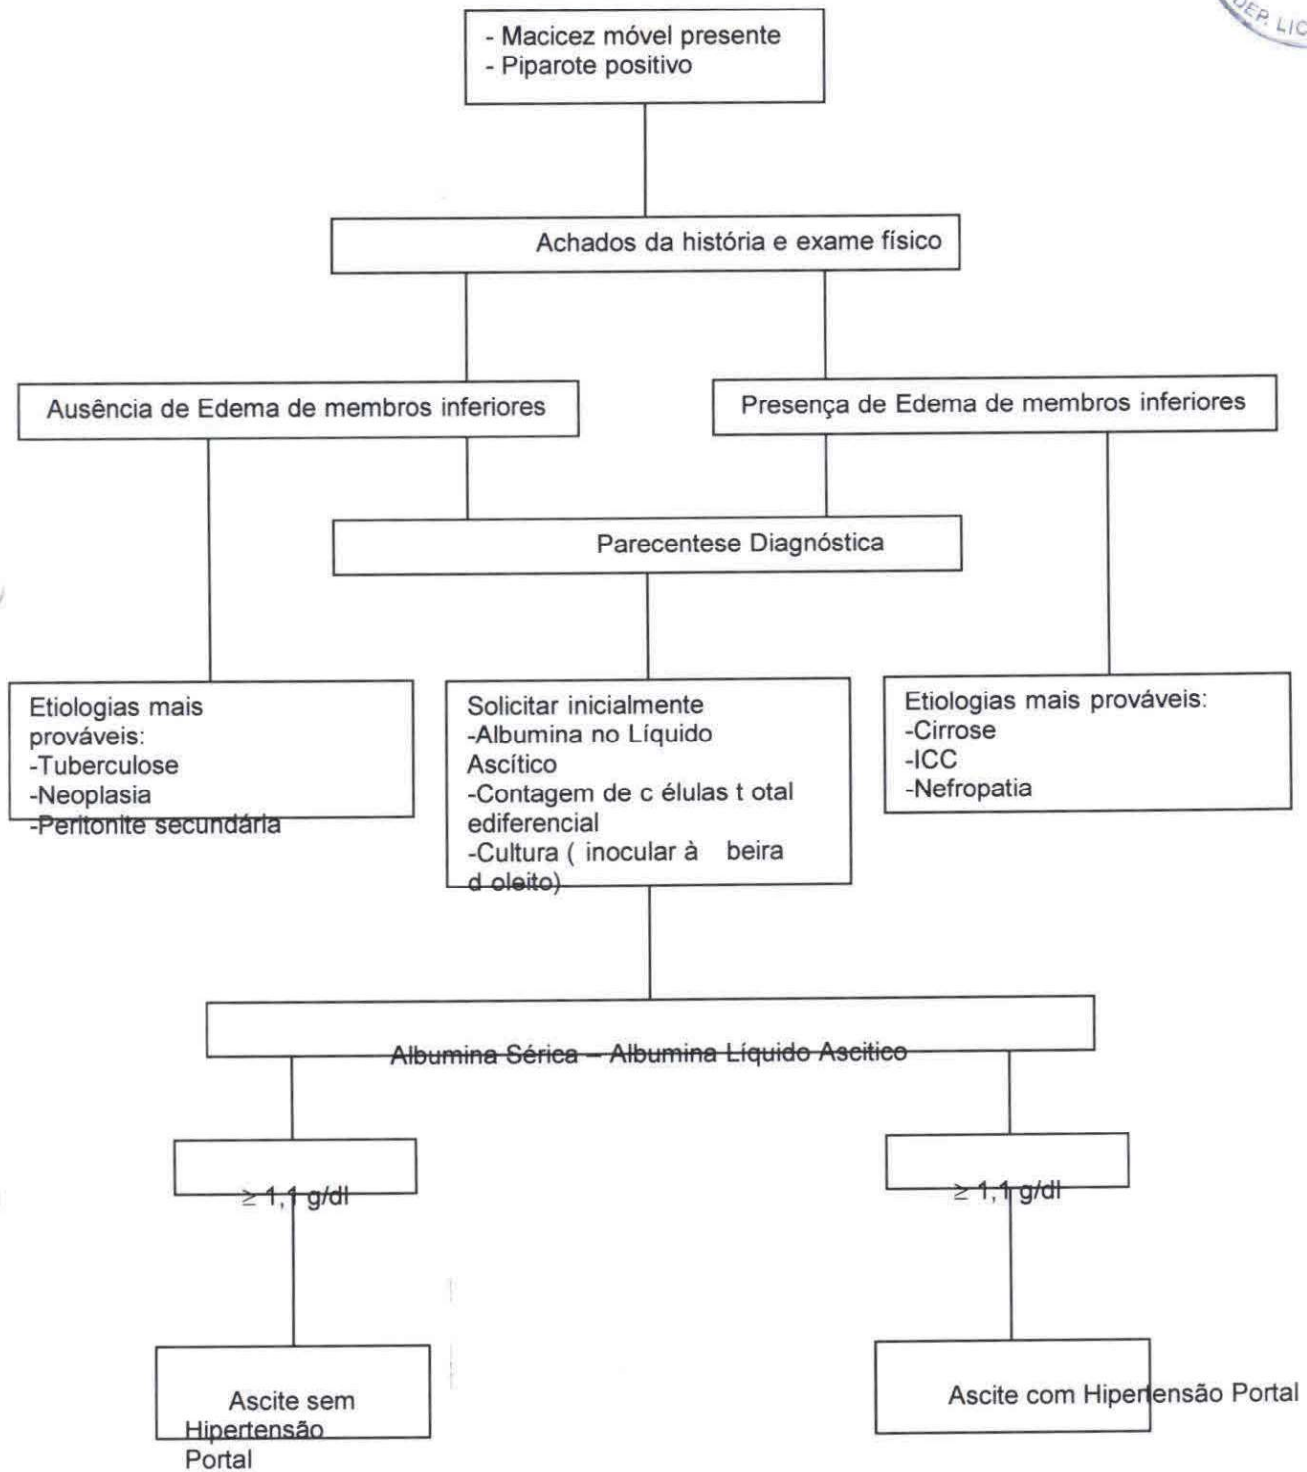 DEP. LIC
- Macicez móvel presente
- Piparote positivo
Achados da história e exame físico
Ausência de Edema de membros inferiores
Presença de Edema de membros inferiores
Parecentese Diagnóstica
Etiologias mais
prováveis:
-Tuberculose
-Neoplasia
-Peritonite secundária
Solicitar inicialmente
-Albumina no Líquido
Ascítico
-Contagem de c élulas t otal
ediferencial
-Cultura ( inocular à beira
d oleito)
Etiologias mais prováveis:
-Cirrose
-ICC
-Nefropatia
Albumina Sérica – Albumina Líquido Ascitico
≥ 1,1 g/dl
≥ 1,1 g/dl
Ascite sem
Hipertensão
Portal
Ascite com Hipertensão Portal